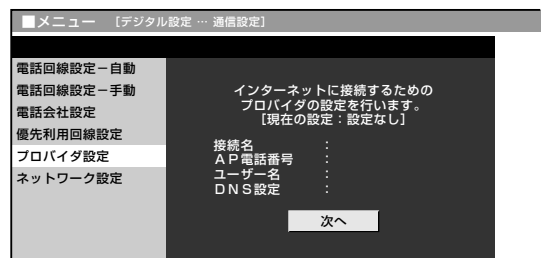 ■メニュー [デジタル設定 … 通信設定]
電話回線設定－自動
電話回線設定－手動
電話会社設定
優先利用回線設定
プロバイダ設定
ネットワーク設定
インターネットに接続するための
プロバイダの設定を行います。
[現在の設定：設定なし]
接続名 ：
ＡＰ電話番号 ：
ユーザー名 ：
ＤＮＳ設定 ：
次へ